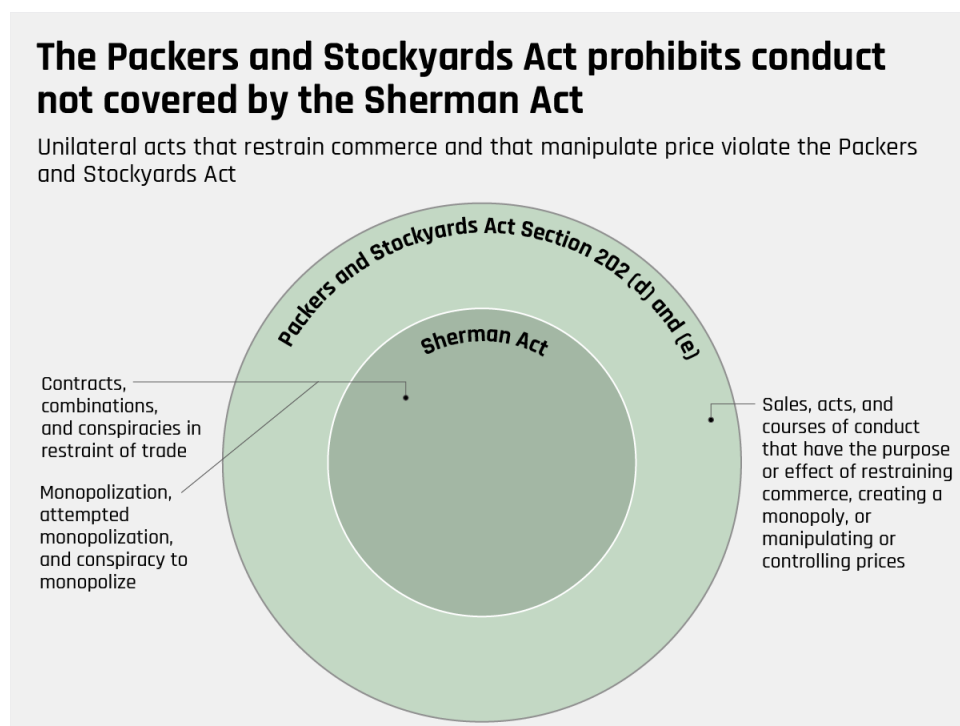 The Packers and Stockyards Act prohibits conduct
not covered by the Sherman Act
Unilateral acts that restrain commerce and that manipulate price violate the Packers
and Stockyards Act
Packers and Stockyards Act Section 202 (d) and (e)
Sherman Act
Contracts,
combinations,
and conspiracies in
restraint of trade
Monopolization,
attempted
monopolization,
and conspiracy to
monopolize
Sales, acts, and
courses of conduct
that have the purpose
or effect of restraining
commerce, creating a
monopoly, or
manipulating or
controlling prices